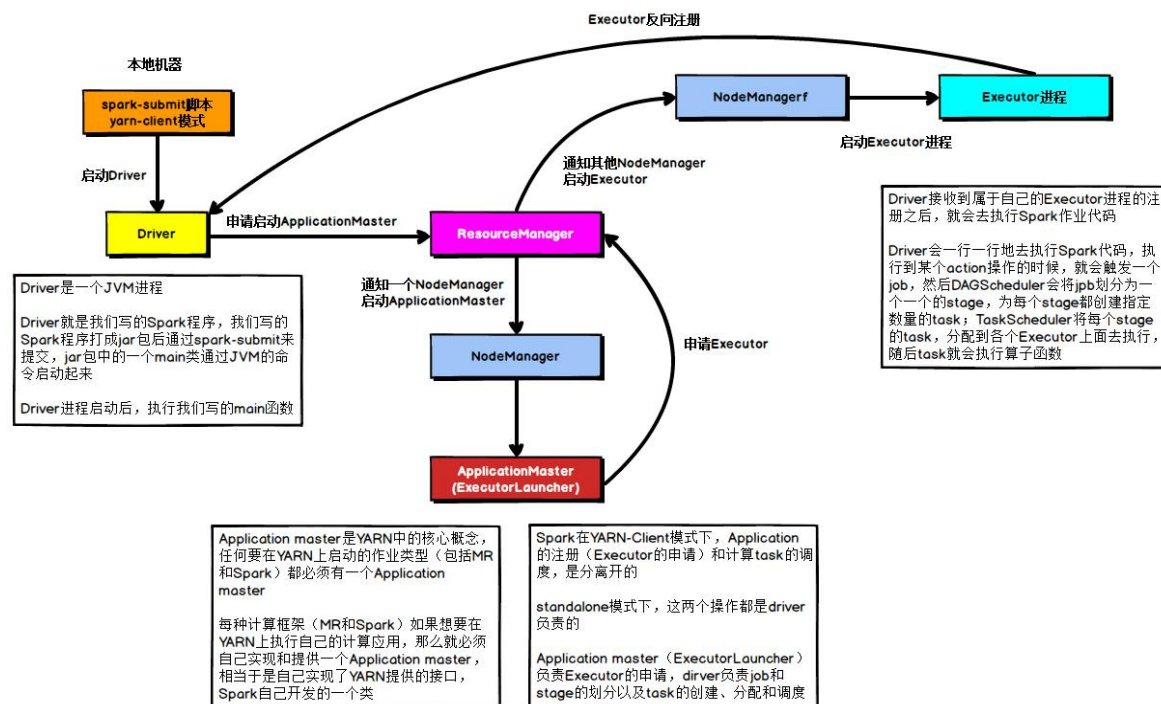 Executor反向注册
本地机器
spark-submit脚本
yarn-client模式
NodeManagerf
Executor进程
启动Executor进程
启动Driver
通知其他NodeManager
启动Executor
Driver
申请启动ApplicationMaster
ResourceManager
Driver接收到属于自己的Executor进程的注
册之后，就会去执行Spark作业代码
Driver会一行一行地去执行Spark代码，执
行到某个action操作的时候，就会触发一个
job，然后DAGScheduler会将jpb划分为一
个一个的stage，为每个stage都创建指定
数量的task；TaskScheduler将每个stage
的task，分配到各个Executor上面去执行，
随后task就会执行算子函数
通知一个NodeManager
启动ApplicationMaster
Driver是一个JVM进程
Driver就是我们写的Spark程序，我们写的
Spark程序打成jar包后通过spark-submit来
提交，jar包中的一个main类通过JVM的命
令启动起来
Driver进程启动后，执行我们写的main函数
NodeManager
申请Executor
ApplicationMaster
(ExecutorLauncher)
Application master是YARN中的核心概念，
任何要在YARN上启动的作业类型（包括MR
和Spark）都必须有一个Application
master
每种计算框架（MR和Spark）如果想要在
YARN上执行自己的计算应用，那么就必须
自己实现和提供一个Application master，
相当于是自己实现了YARN提供的接口，
Spark自己开发的一个类
Spark在YARN-Client模式下，Application
的注册（Executor的申请）和计算task的调
度，是分离开的
standalone模式下，这两个操作都是driver
负责的
Application master（ExecutorLauncher）
负责Executor的申请，dirver负责job和
stage的划分以及task的创建、分配和调度